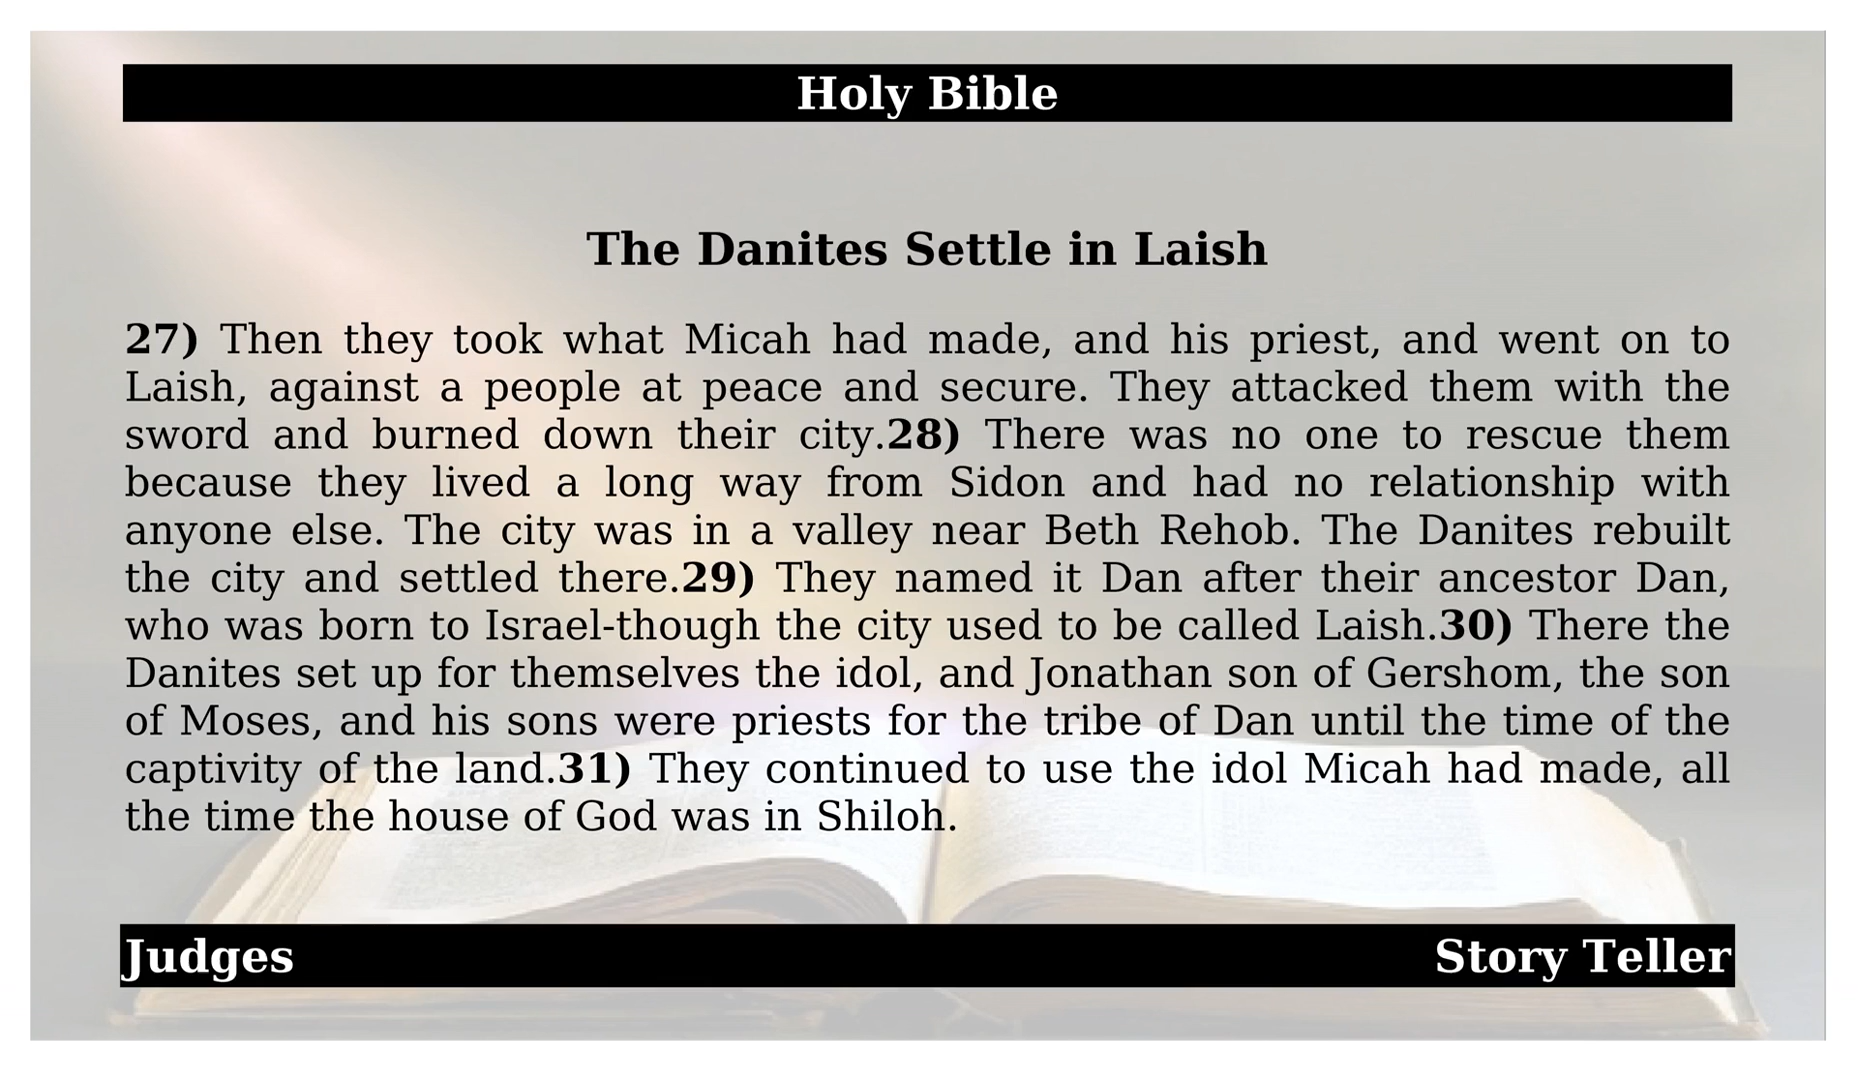 Holy Bible
The Danites Settle in Laish
27) Then they took what Micah had made, and his priest, and went on to
Laish, against a people at peace and secure. They attacked them with the
sword and burned down their city.28) There was no one to rescue them
because they lived a long way from Sidon and had no relationship with
anyone else. The city was in a valley near Beth Rehob. The Danites rebuilt
the city and settled there.29) They named it Dan after their ancestor Dan,
who was born to Israel-though the city used to be called Laish.30) There the
Danites set up for themselves the idol, and Jonathan son of Gershom, the son
of Moses, and his sons were priests for the tribe of Dan until the time of the
captivity of the land.31) They continued to use the idol Micah had made, all
the time the house of God was in Shiloh.
Judges Story Teller